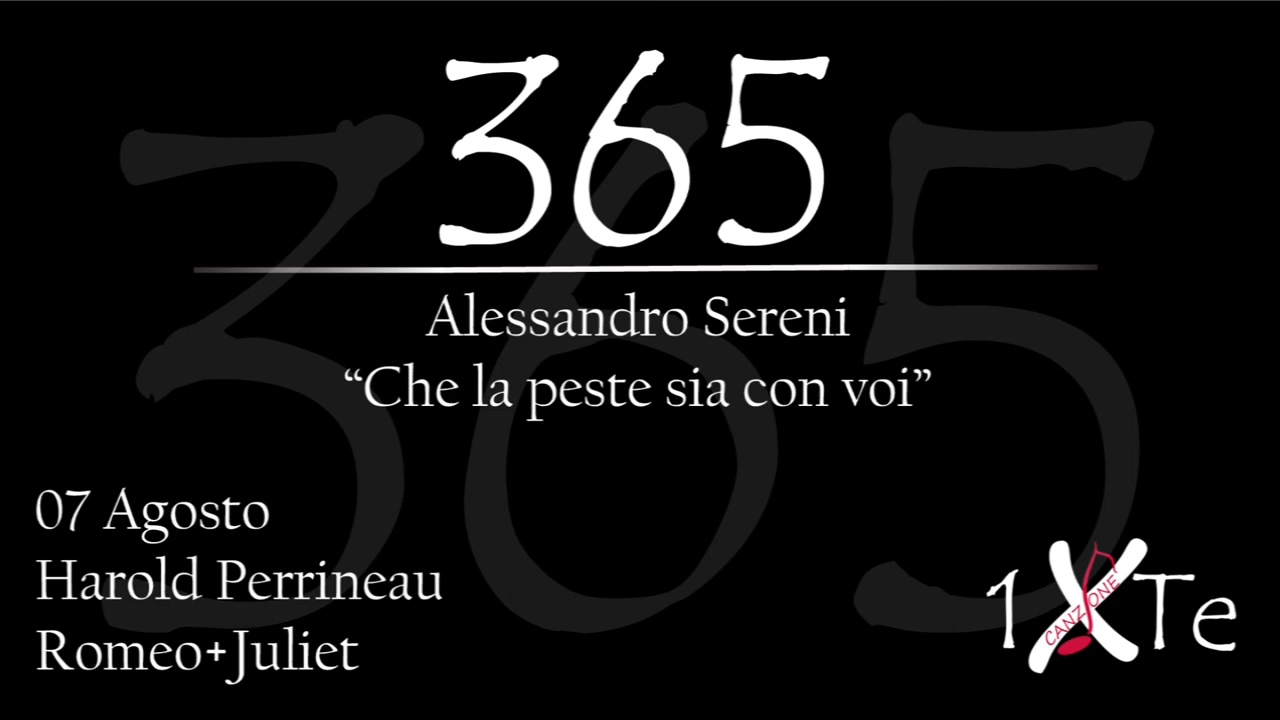 365
Alessandro Sereni
“Che la peste sia con voi”
07 Agosto
Harold Perrineau
Romeo+Juliet
1XTe
CANZONE